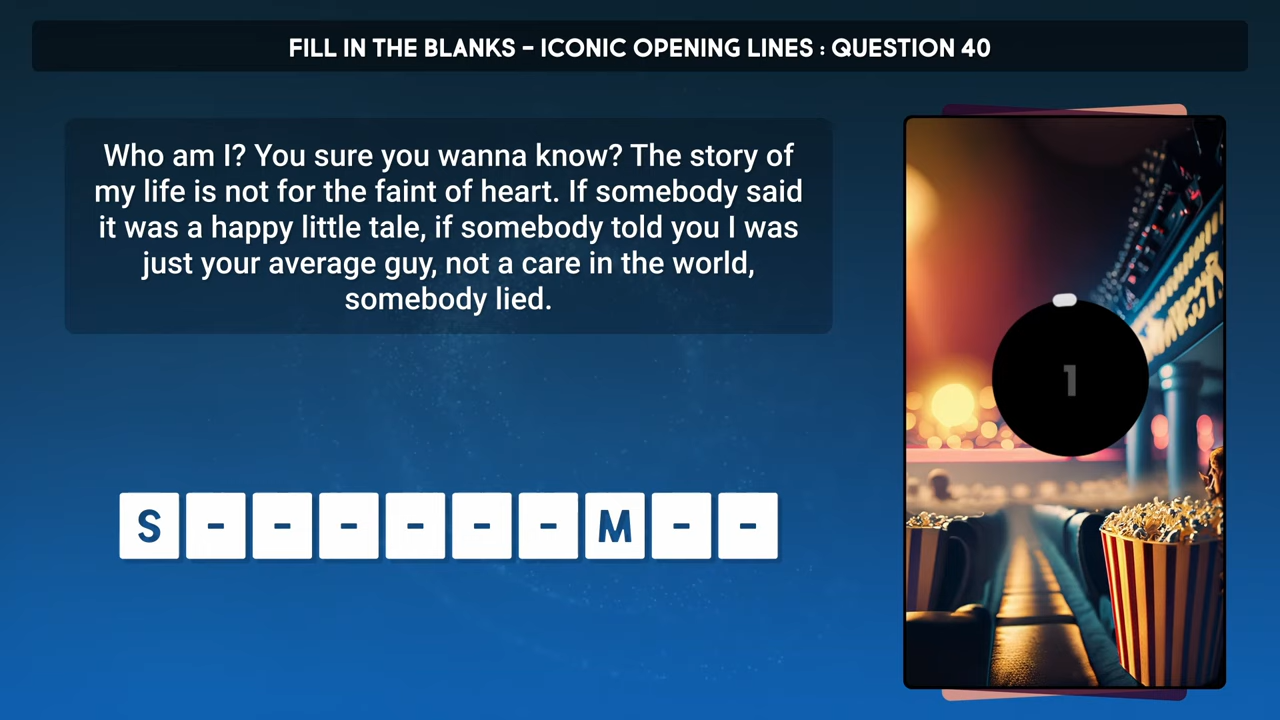 FILL IN THE BLANKS - ICONIC OPENING LINES : QUESTION 40
Who am I? You sure you wanna know? The story of
my life is not for the faint of heart. If somebody said
it was a happy little tale, if somebody told you I was
just your average guy, not a care in the world,
somebody lied.
1
S - - - - - - M - -